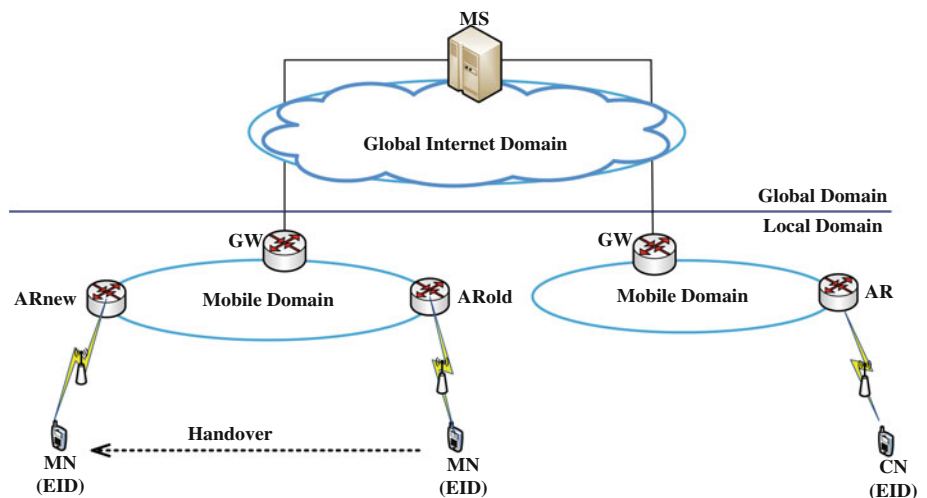 MS
Global Internet Domain
Global Domain
Local Domain
GW
GW
ARnew
Mobile Domain
ARold
Mobile Domain
AR
Handover
MN
(EID)
MN
(EID)
CN
(EID)